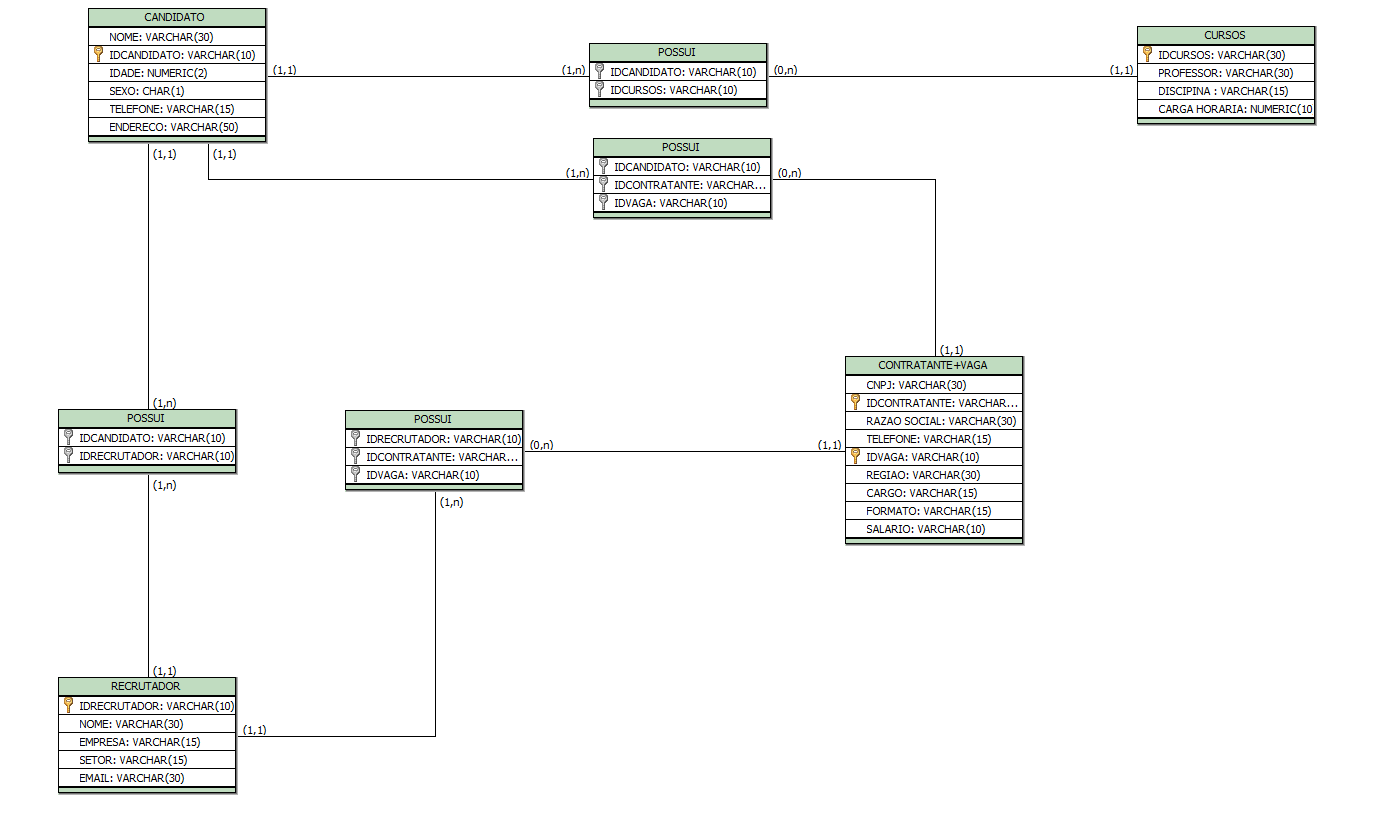 CANDIDATO
NOME: VARCHAR(30)
IDCANDIDATO: VARCHAR(10)
IDADE: NUMERIC(2)
SEXO: CHAR(1)
TELEFONE: VARCHAR(15)
ENDERECO: VARCHAR(50)
(1,1)
(1,n)
POSSUI
IDCANDIDATO: VARCHAR(10)
IDCURSOS: VARCHAR(10)
(0,n)
(1,1)
CURSOS
IDCURSOS: VARCHAR(30)
PROFESSOR: VARCHAR(30)
DISCIPINA : VARCHAR(15)
CARGA HORARIA: NUMERIC(10
(1,1)
(1,1)
(1,n)
POSSUI
IDCANDIDATO: VARCHAR(10)
IDCONTRATANTE: VARCHAR...
IDVAGA: VARCHAR(10)
(0,n)
(1,1)
CONTRATANTE+VAGA
CNPJ: VARCHAR(30)
IDCONTRATANTE: VARCHAR...
RAZAO SOCIAL: VARCHAR(30)
TELEFONE: VARCHAR(15)
IDVAGA: VARCHAR(10)
REGIAO: VARCHAR(30)
CARGO: VARCHAR(15)
FORMATO: VARCHAR(15)
SALARIO: VARCHAR(10)
(1,n)
POSSUI
IDCANDIDATO: VARCHAR(10)
IDRECRUTADOR: VARCHAR(10)
(1,n)
POSSUI
IDRECRUTADOR: VARCHAR(10)
IDCONTRATANTE: VARCHAR...
IDVAGA: VARCHAR(10)
(0,n)
(1,1)
(1,n)
(1,1)
RECRUTADOR
IDRECRUTADOR: VARCHAR(10)
NOME: VARCHAR(30)
EMPRESA: VARCHAR(15)
SETOR: VARCHAR(15)
EMAIL: VARCHAR(30)
(1,1)